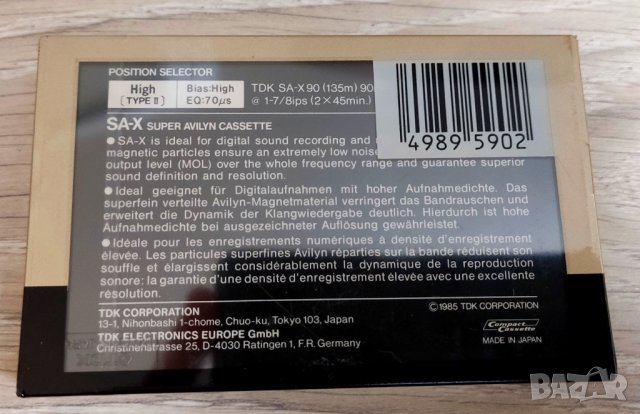 POSITION SELECTOR
High
[TYPE II]
Bias:High
EQ:70μs
TDK SA-X90 (135m) 90
@ 1-7/8ips (2×45min.)
4989 5902
SA-X SUPER AVILYN CASSETTE
● SA-X is ideal for digital sound recording and
magnetic particles ensure an extremely low noise
output level (MOL) over the whole frequency range and guarantee superior
sound definition and resolution.
● Ideal geeignet für Digitalaufnahmen mit hoher Aufnahmedichte. Das
superfein verteilte Avilyn-Magnetmaterial verringert das Bandrauschen und
erweitert die Dynamik der Klangwiedergabe deutlich. Hierdurch ist hohe
Aufnahmedichte bei ausgezeichneter Auflösung gewährleistet.
● Idéale pour les enregistrements numériques à densité d'enregistrement
élevée. Les particules superfines Avilyn réparties sur la bande réduisent son
souffle et élargissent considérablement la dynamique de la reproduction
sonore: la garantie d'une densité d'enregistrement élevée avec une excellente
résolution.
TDK CORPORATION
13-1, Nihonbashi 1-chome, Chuo-ku, Tokyo 103, Japan
TDK ELECTRONICS EUROPE GmbH
Christinenstrasse 25, D-4030 Ratingen 1, F.R. Germany
©1985 TDK CORPORATION
Compact
Cassette
MADE IN JAPAN
BAZAR.BG